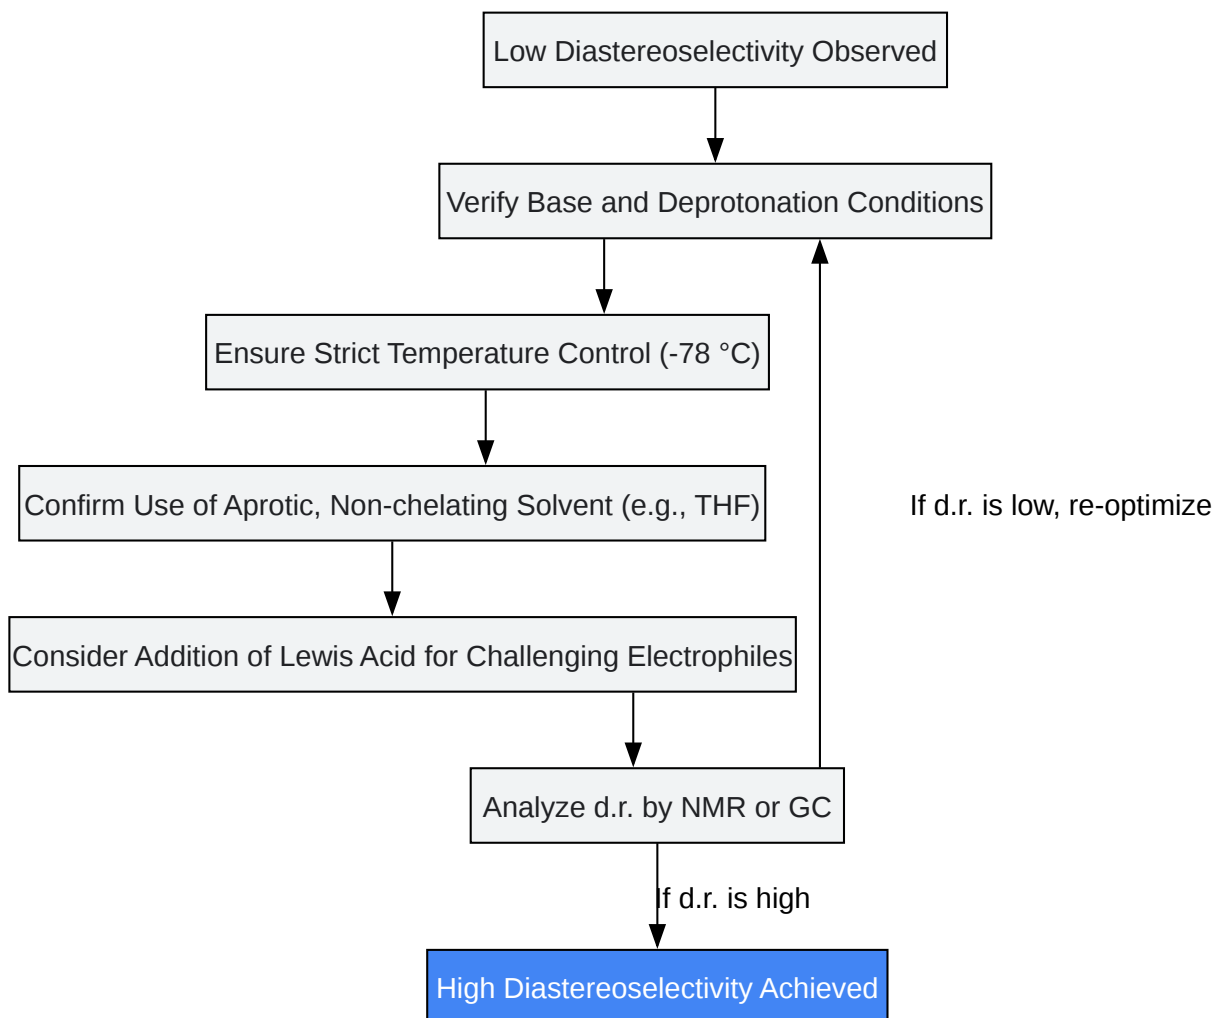 Low Diastereoselectivity Observed
Verify Base and Deprotonation Conditions
Ensure Strict Temperature Control (-78 °C)
Confirm Use of Aprotic, Non-chelating Solvent (e.g., THF)
If d.r. is low, re-optimize
Consider Addition of Lewis Acid for Challenging Electrophiles
Analyze d.r. by NMR or GC
If d.r. is high
High Diastereoselectivity Achieved